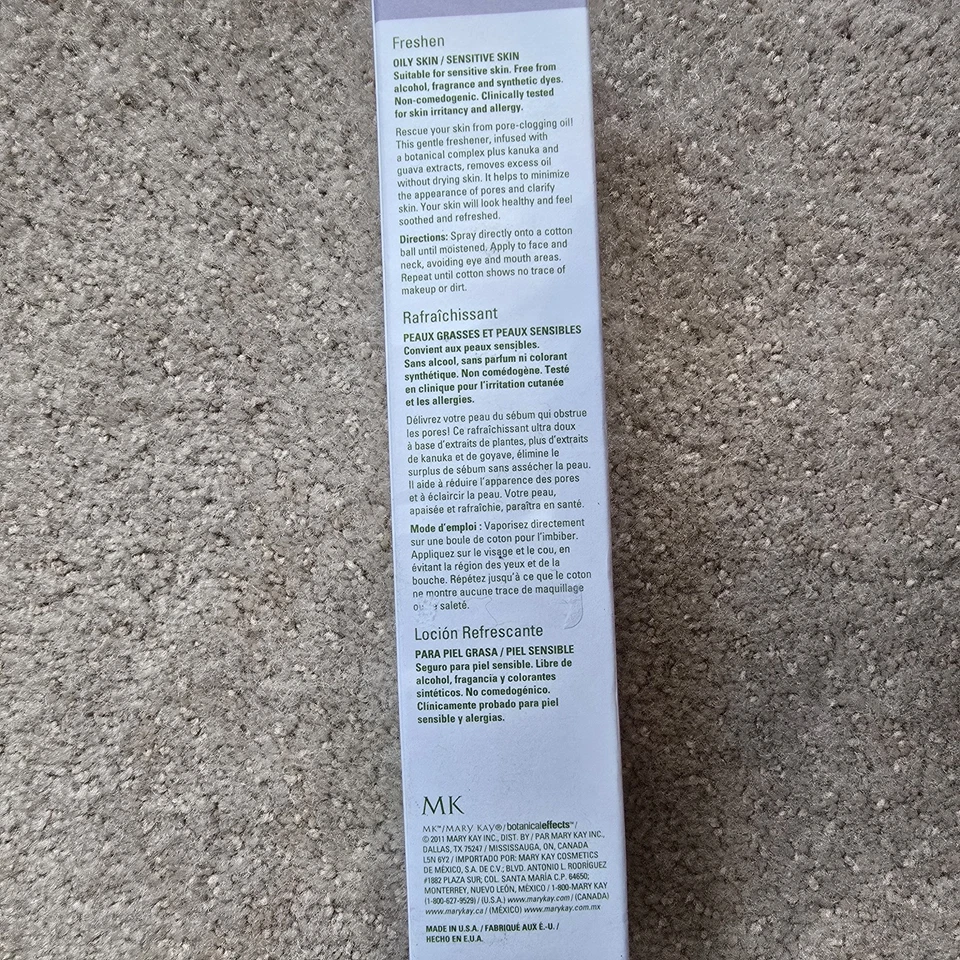 Freshen
OILY SKIN / SENSITIVE SKIN
Suitable for sensitive skin. Free from
alcohol, fragrance and synthetic dyes.
Non-comedogenic. Clinically tested
for skin irritancy and allergy.
Rescue your skin from pore-clogging oil!
This gentle freshener, infused with
a botanical complex plus kanuka and
guava extracts, removes excess oil
without drying skin. It helps to minimize
the appearance of pores and clarify
skin. Your skin will look healthy and feel
soothed and refreshed.
Directions: Spray directly onto a cotton
ball until moistened. Apply to face and
neck, avoiding eye and mouth areas.
Repeat until cotton shows no trace of
makeup or dirt.
Rafraîchissant
PEAUX GRASSES ET PEAUX SENSIBLES
Convient aux peaux sensibles.
Sans alcool, sans parfum ni colorant
synthétique. Non comédogène. Testé
en clinique pour l'irritation cutanée
et les allergies.
Délivrez votre peau du sébum qui obstrue
les pores! Ce rafraîchissant ultra doux
à base d'extraits de plantes, plus d'extraits
de kanuka et de goyave, élimine le
surplus de sébum sans assécher la peau.
Il aide à réduire l'apparence des pores
et à éclaircir la peau. Votre peau,
apaisée et rafraîchie, paraîtra en santé.
Mode d'emploi : Vaporisez directement
sur une boule de coton pour l'imbiber.
Appliquez sur le visage et le cou, en
évitant la région des yeux et de la
bouche. Répétez jusqu'à ce que le coton
ne montre aucune trace de maquillage
saleté.
Loción Refrescante
PARA PIEL GRASA / PIEL SENSIBLE
Seguro para piel sensible. Libre de
alcohol, fragancia y colorantes
sintéticos. No comedogénico.
Clínicamente probado para piel
sensible y alergias.
MK
MK™/MARY KAY®/botanicaleffects™/
© 2011 MARY KAY INC., DIST. BY / PAR MARY KAY INC.,
DALLAS, TX 75247 / MISSISSAUGA, ON, CANADA
L5N 6Y2 / IMPORTADO POR: MARY KAY COSMETICS
DE MÉXICO, S.A. DE C.V.; BLVD. ANTONIO L. RODRÍGUEZ
#1882 PLAZA SUR; COL. SANTA MARÍA C.P. 64650;
MONTERREY, NUEVO LEÓN, MÉXICO / 1-800-MARY KAY
(1-800-627-9529) / (U.S.A.) www.marykay.com / (CANADA)
www.marykay.ca / (MÉXICO) www.marykay.com.mx
MADE IN U.S.A. / FABRIQUÉ AUX É.-U. /
HECHO EN E.U.A.